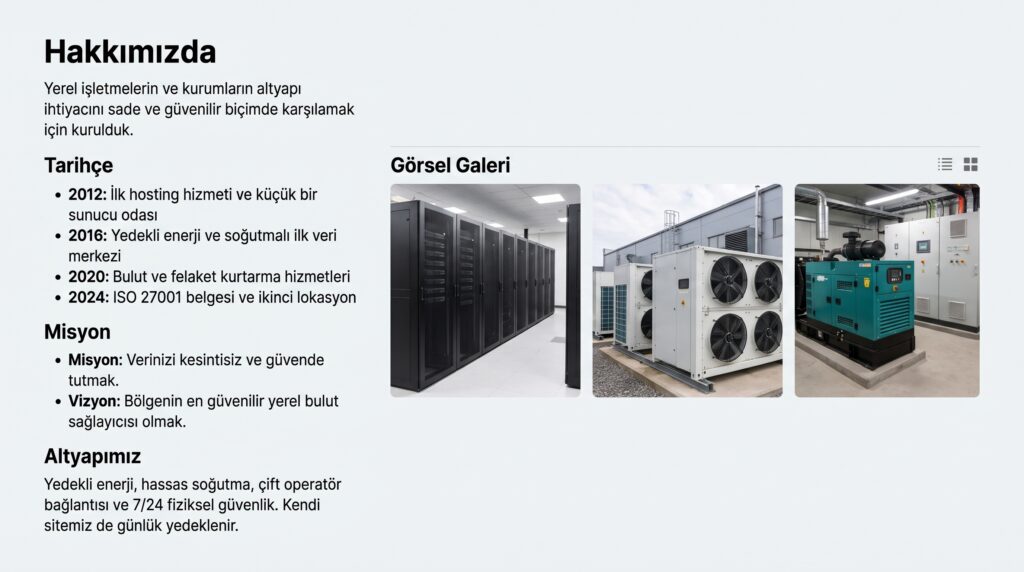 Hakkımızda
Yerel işletmelerin ve kurumların altyapı
ihtiyacını sade ve güvenilir biçimde karşılamak
için kurulduk.
Tarihçe
• 2012: İlk hosting hizmeti ve küçük bir
sunucu odası
• 2016: Yedekli enerji ve soğutmalı ilk veri
merkezi
• 2020: Bulut ve felaket kurtarma hizmetleri
• 2024: ISO 27001 belgesi ve ikinci lokasyon
Misyon
• Misyon: Verinizi kesintisiz ve güvende
tutmak.
• Vizyon: Bölgenin en güvenilir yerel bulut
sağlayıcısı olmak.
Altyapımız
Yedekli enerji, hassas soğutma, çift operatör
bağlantısı ve 7/24 fiziksel güvenlik. Kendi
sitemiz de günlük yedeklenir.
Görsel Galeri